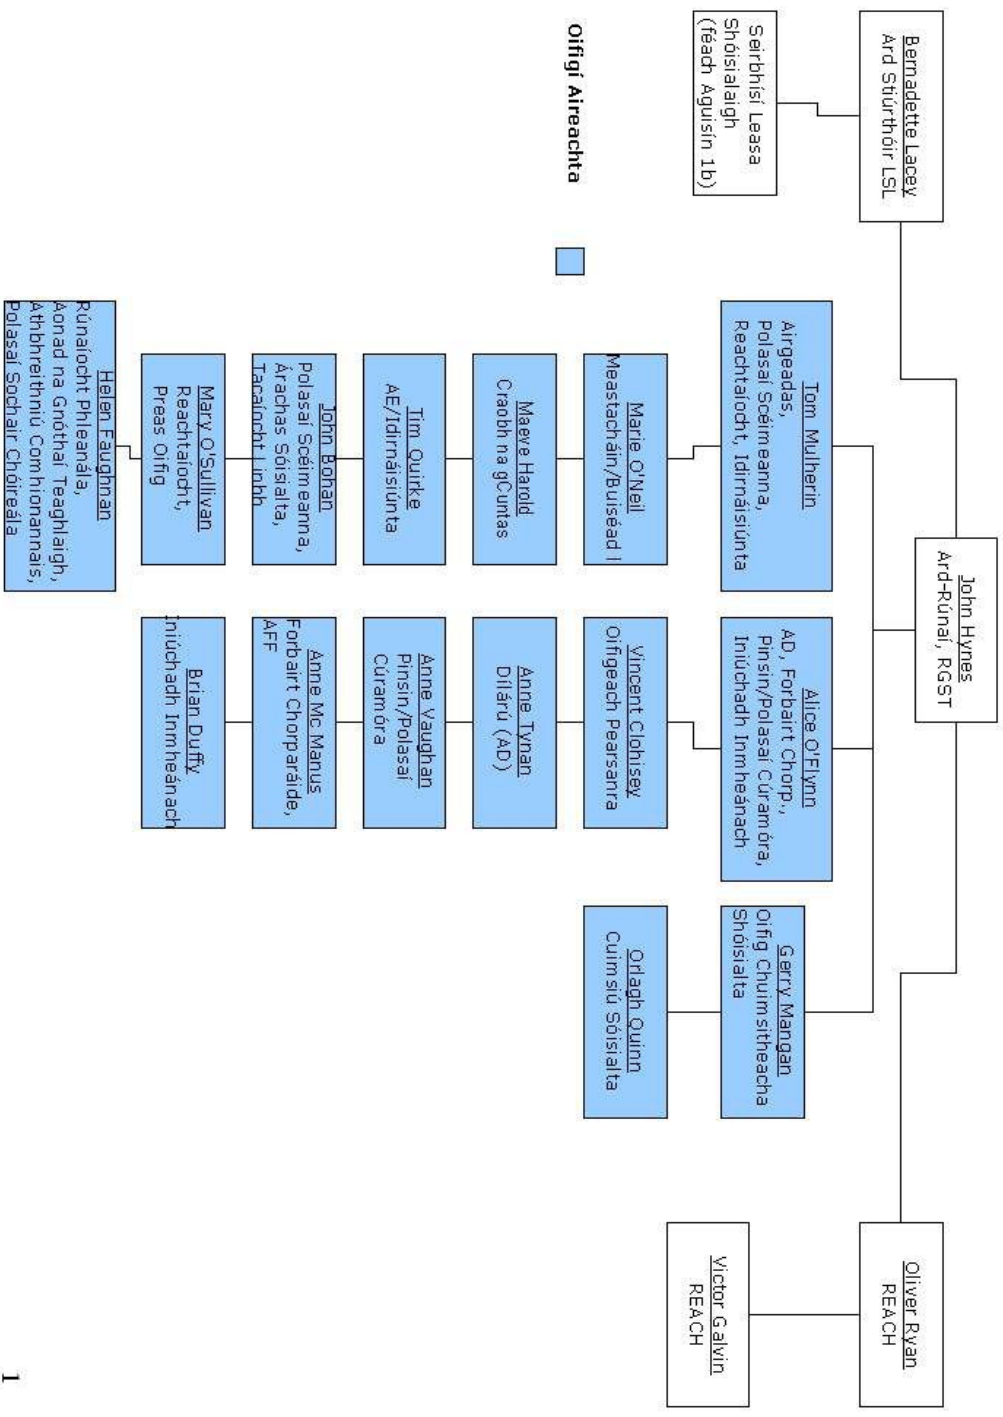 John Hynes
Ard-Rúnaí, RGST
Bernadette Lacey
Ard Stiúrthóir LSL
Oliver Ryan
REACH
Seirbhísí Leasa
Shóisialaigh
(féach Aguisín 1b)
Tom Mulherin
Airgeadas,
Polasaí Scéimeanna,
Reachtaíocht, Idirnáisiúnta
Alice O'Flynn
AD, Forbairt Chorp.,
Pinsin/Polasaí Cúramóra,
Iniúchadh Inmheánach
Gerry Mangan
Oifig Chuimsitheacha
Shóisialta
Victor Galvin
REACH
Marie O'Neil
Meastacháin/Buiséad I
Vincent Clohisey
Oifigeach Pearsanra
Orlagh Quinn
Cuimsiú Sóisialta
Oifigí Aireachta
Maeve Harold
Craobh na gCuntas
Anne Tynan
Dílárú (AD)
Tim Quirke
AE/Idirnáisiúnta
Anne Vaughan
Pinsin/Polasaí
Cúramóra
John Bohan
Polasaí Scéimeanna,
Árachas Sóisialta,
Tacaíocht Linbh
Anne Mc Manus
Forbairt Chorparáide,
AFF
Mary O'Sullivan
Reachtaíocht,
Preas Oifig
Brian Duffy
Iniúchadh Inmheánach
Helen Faughnan
Rúnaíocht Phleanála,
Aonad na Gnóthaí Teaghlaigh,
Athbhreithniú Comhionannais,
Polasaí Sochair Chóireála
1